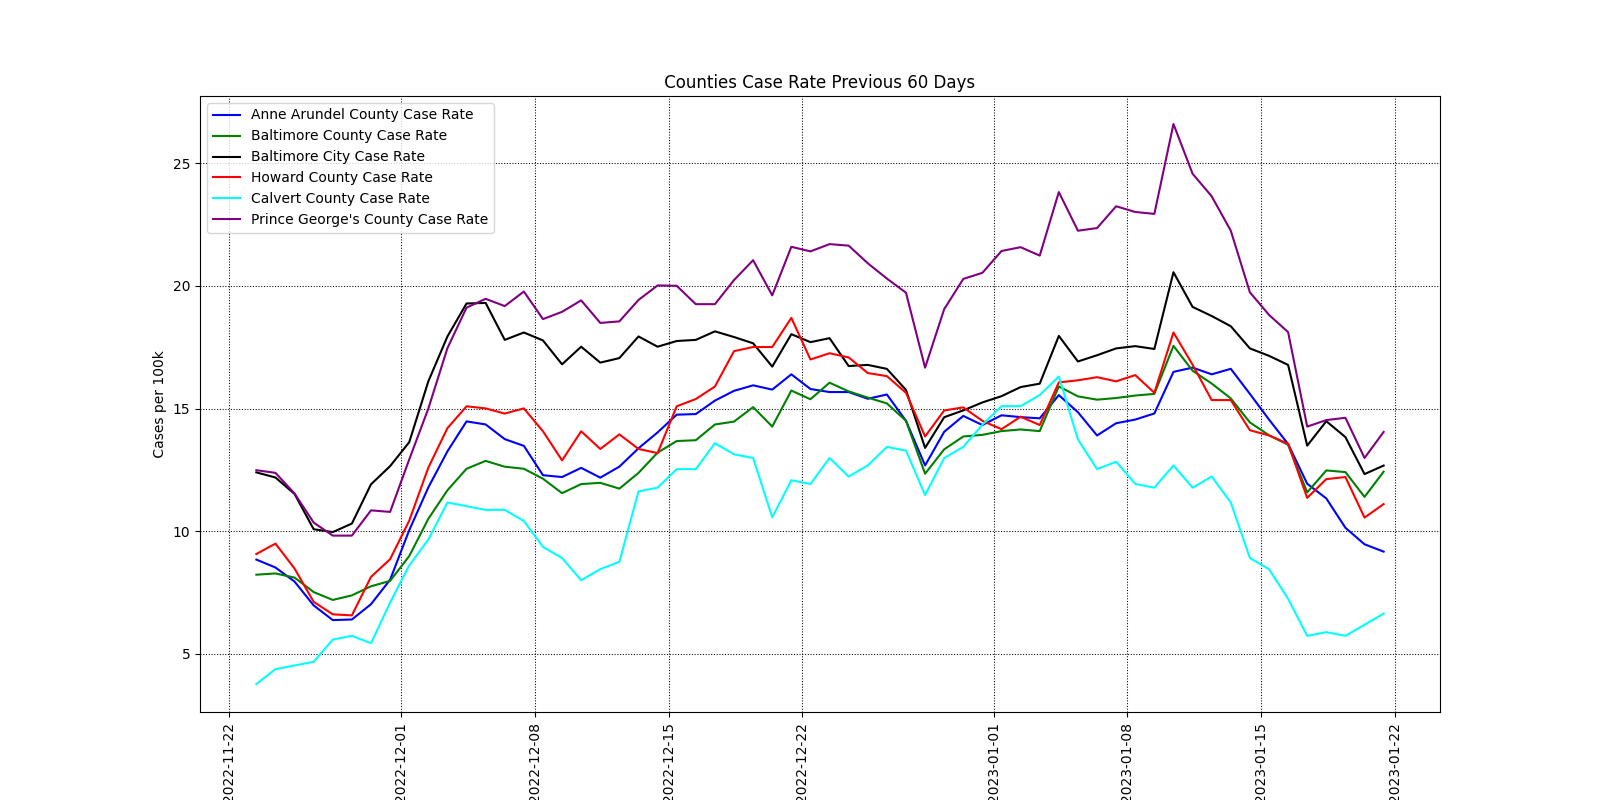 Counties Case Rate Previous 60 Days
Anne Arundel County Case Rate
Baltimore County Case Rate
Baltimore City Case Rate
Howard County Case Rate
Calvert County Case Rate
Prince George's County Case Rate
Cases per 100k
25
20
15
10
5
2022-11-22
2022-12-01
2022-12-08
2022-12-15
2022-12-22
2023-01-01
2023-01-08
2023-01-15
2023-01-22